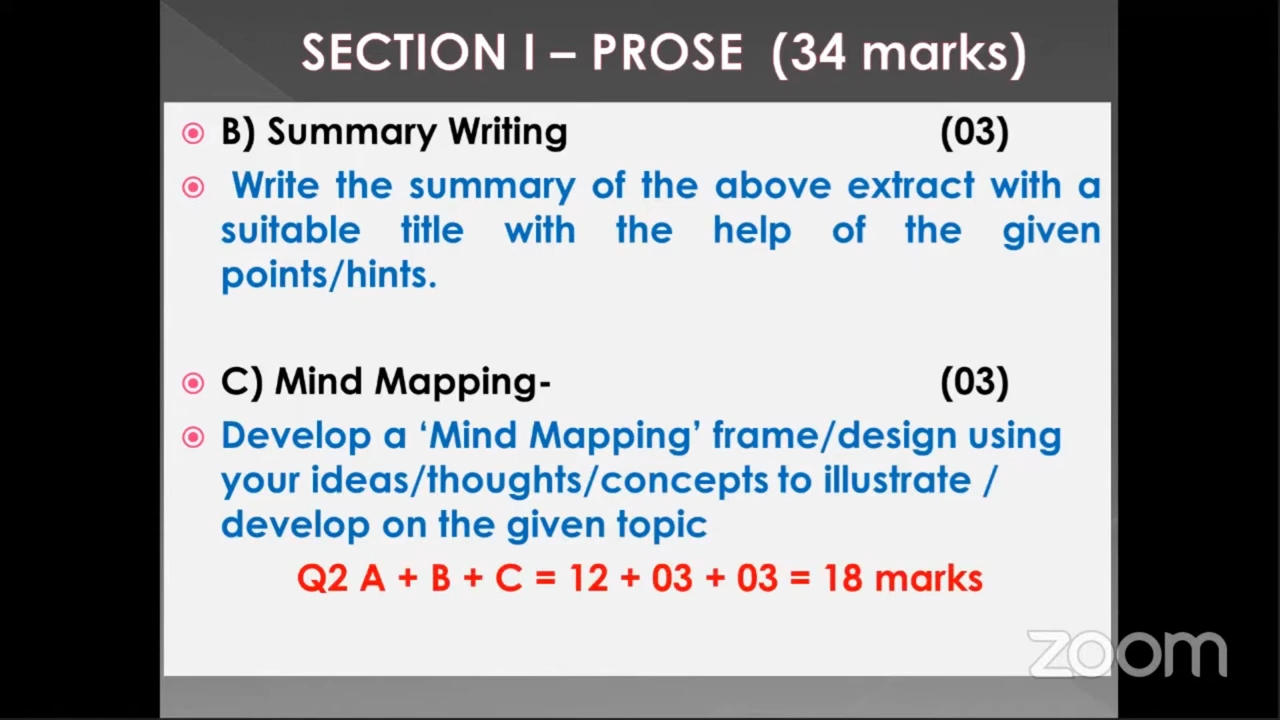 SECTION I – PROSE (34 marks)
B) Summary Writing (03)
Write the summary of the above extract with a
suitable title with the help of the given
points/hints.
C) Mind Mapping- (03)
Develop a ‘Mind Mapping’ frame/design using
your ideas/thoughts/concepts to illustrate /
develop on the given topic
Q2 A + B + C = 12 + 03 + 03 = 18 marks
zoom